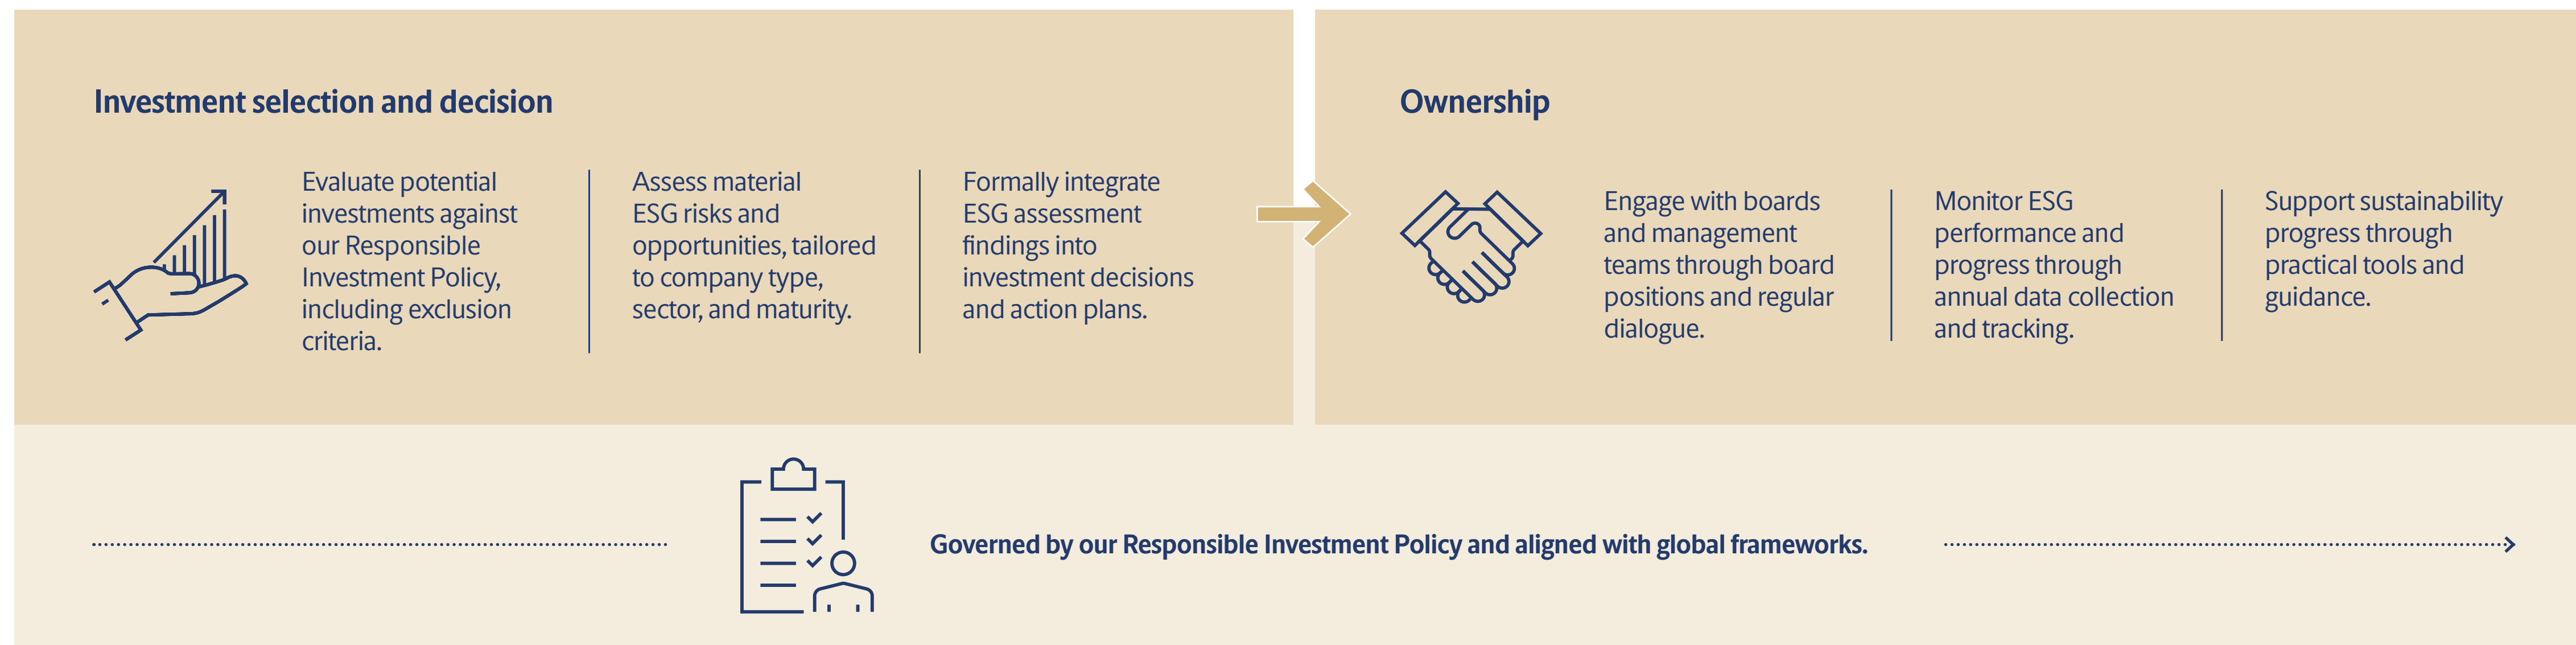 Investment selection and decision
Evaluate potential
investments against
our Responsible
Investment Policy,
including exclusion
criteria.
Assess material
ESG risks and
opportunities, tailored
to company type,
sector, and maturity.
Formally integrate
ESG assessment
findings into
investment decisions
and action plans.
Ownership
Engage with boards
and management
teams through board
positions and regular
dialogue.
Monitor ESG
performance and
progress through
annual data collection
and tracking.
Support sustainability
progress through
practical tools and
guidance.
Governed by our Responsible Investment Policy and aligned with global frameworks.